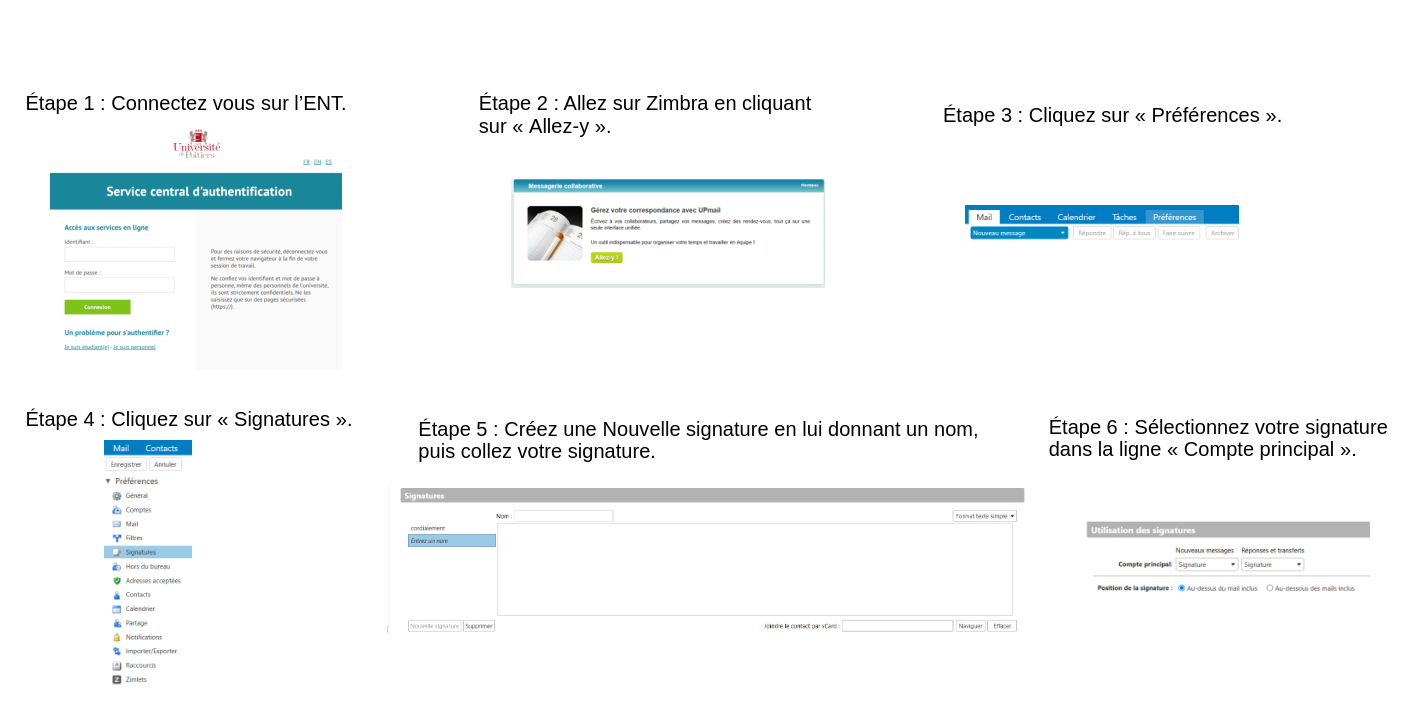 Étape 1 : Connectez vous sur l’ENT.
Université
de Poitiers
FR - EN - ES
Service central d'authentification
Accès aux services en ligne
Identifiant :
Mot de passe :
Connexion
Un problème pour s'authentifier ?
Je suis étudiant(e) - Je suis personnel
Pour des raisons de sécurité, déconnectez-vous
et fermez votre navigateur à la fin de votre
session de travail.
Ne confiez vos identifiant et mot de passe à
personne, même des personnels de l'université,
ils sont strictement confidentiels. Ne les
saisissez que sur des pages sécurisées
(https://).
Étape 2 : Allez sur Zimbra en cliquant
sur « Allez-y ».
Messagerie collaborative
Gérez votre correspondance avec UPmail
Écrivez à vos collaborateurs, partagez vos messages, créez des rendez-vous, tout ça sur une
seule interface unifiée.
Un outil indispensable pour organiser votre temps et travailler en équipe !
Allez-y !
Étape 3 : Cliquez sur « Préférences ».
Mail Contacts Calendrier Tâches Préférences
Nouveau message Répondre Rép. à tous Faire suivre Archiver
Étape 4 : Cliquez sur « Signatures ».
Mail Contacts
Enregistrer Annuler
Préférences
Général
Comptes
Mail
Filtres
Signatures
Hors du bureau
Adresses acceptées
Contacts
Calendrier
Partage
Notifications
Importer/Exporter
Raccourcis
Zimlets
Étape 5 : Créez une Nouvelle signature en lui donnant un nom,
puis collez votre signature.
Signatures
Nom : Format texte simple
cordialement
Entrez un nom
Nouvelle signature Supprimer Joindre le contact par vCard : Naviguer Effacer
Étape 6 : Sélectionnez votre signature
dans la ligne « Compte principal ».
Utilisation des signatures
Nouveaux messages Réponses et transferts
Compte principal: Signature Signature
Position de la signature : Au-dessus du mail inclus Au-dessous des mails inclus